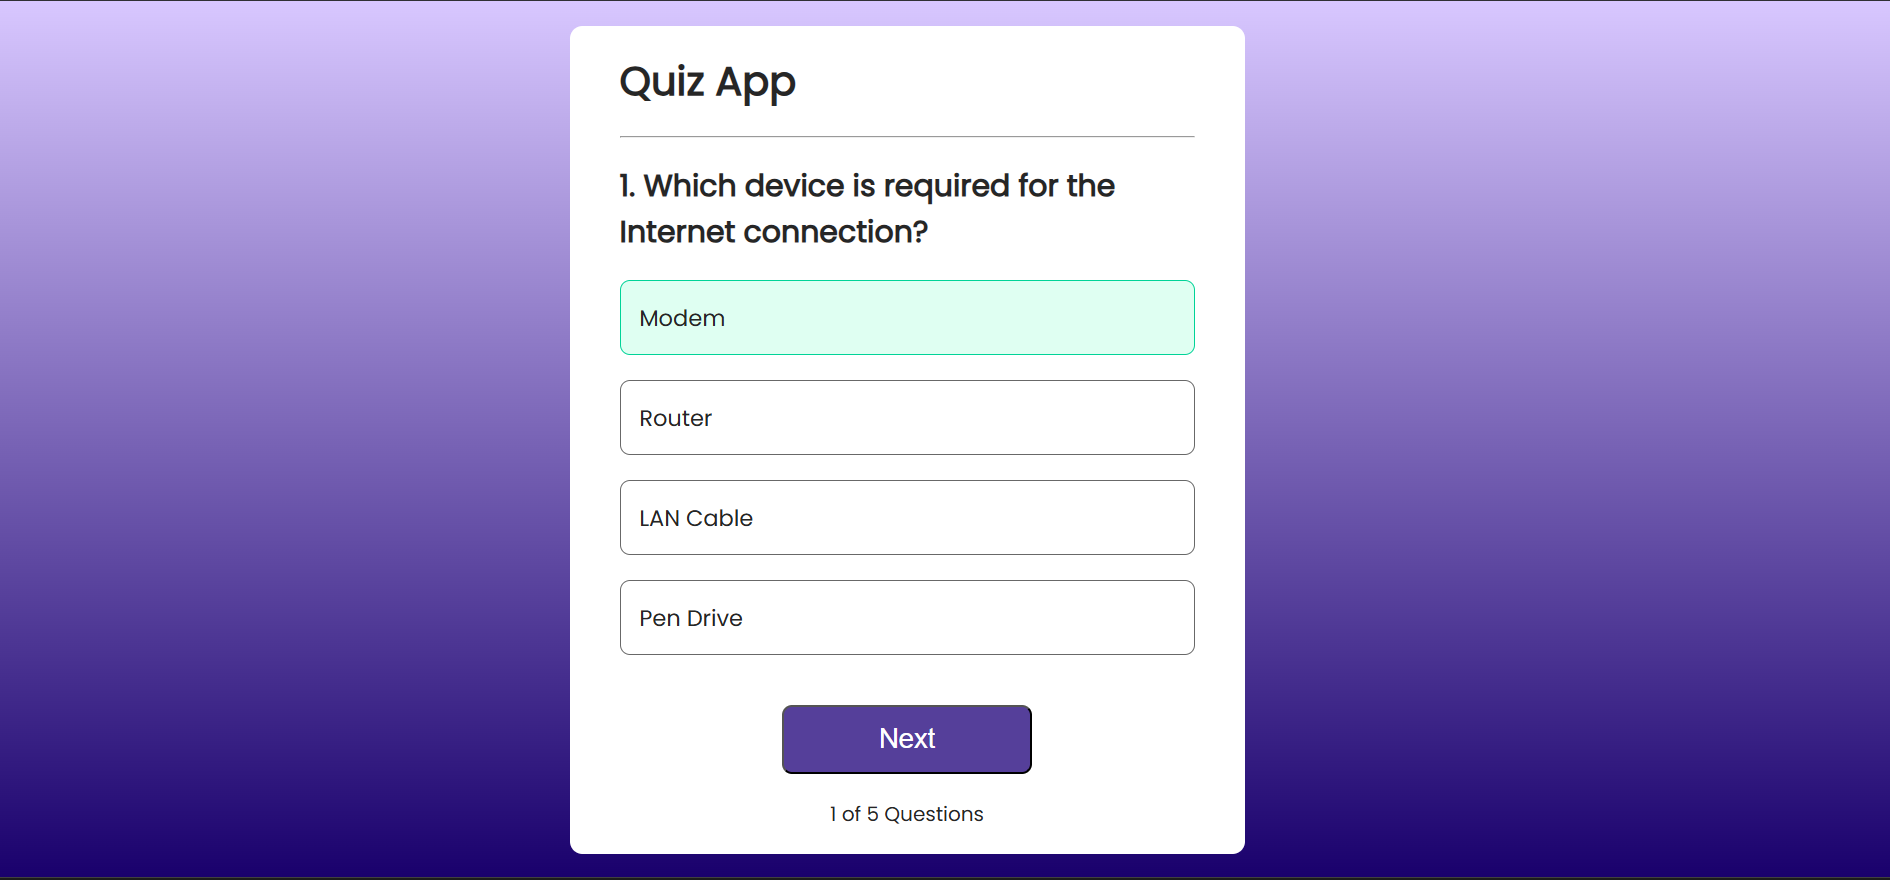 Quiz App
1. Which device is required for the
Internet connection?
Modem
Router
LAN Cable
Pen Drive
Next
1 of 5 Questions